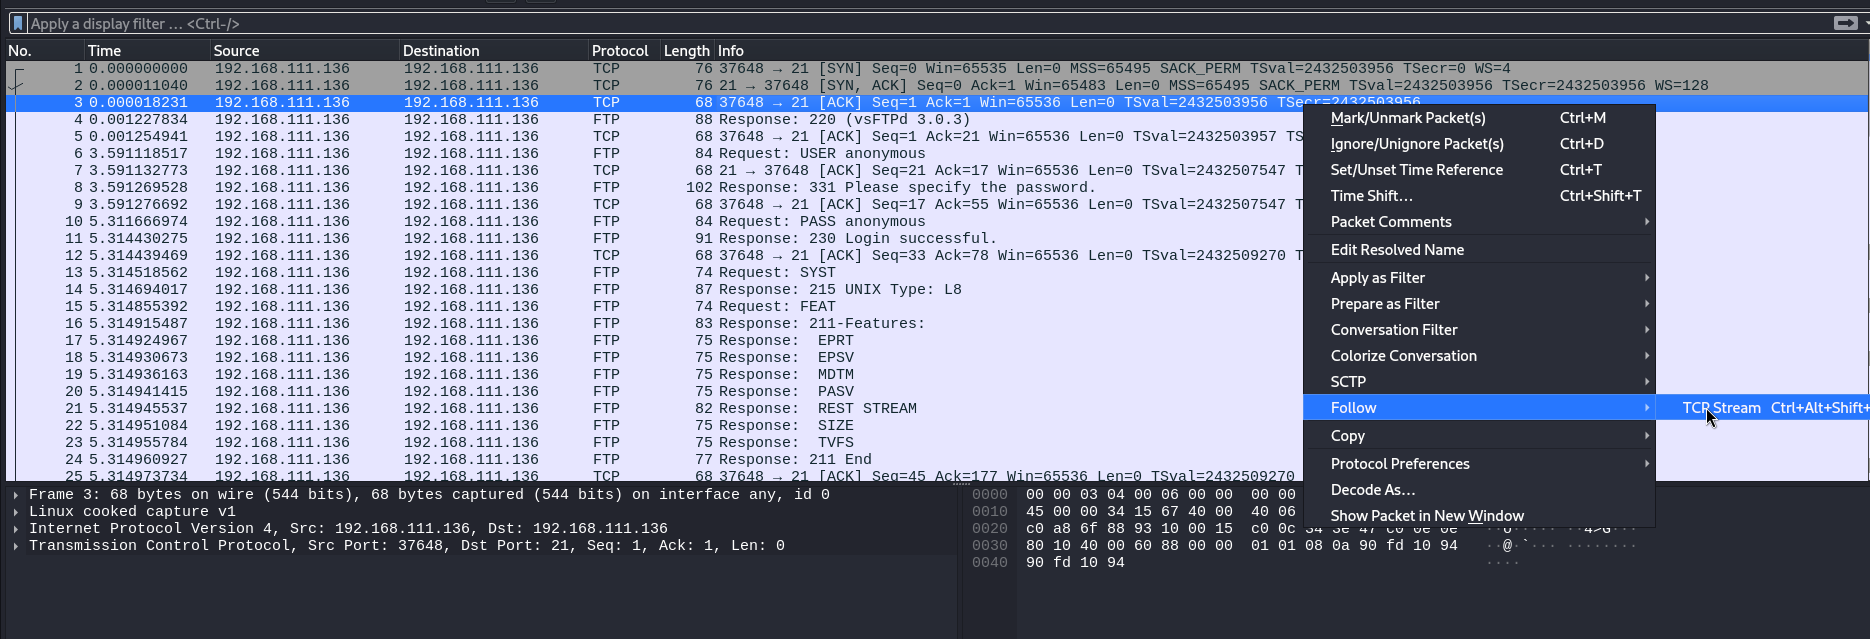 Apply a display filter ... <Ctrl-/>
No. Time Source Destination Protocol Length Info
1 0.000000000 192.168.111.136 192.168.111.136 TCP 76 37648 → 21 [SYN] Seq=0 Win=65535 Len=0 MSS=65495 SACK_PERM TSval=2432503956 TSecr=0 WS=4
2 0.000011040 192.168.111.136 192.168.111.136 TCP 76 21 → 37648 [SYN, ACK] Seq=0 Ack=1 Win=65483 Len=0 MSS=65495 SACK_PERM TSval=2432503956 TSecr=2432503956 WS=128
3 0.000018231 192.168.111.136 192.168.111.136 TCP 68 37648 → 21 [ACK] Seq=1 Ack=1 Win=65536 Len=0 TSval=2432503956 TSecr=2432503956
4 0.001227834 192.168.111.136 192.168.111.136 FTP 88 Response: 220 (vsFTPd 3.0.3)
5 0.001254941 192.168.111.136 192.168.111.136 TCP 68 37648 → 21 [ACK] Seq=1 Ack=21 Win=65536 Len=0 TSval=2432503957 TS
6 3.591118517 192.168.111.136 192.168.111.136 FTP 84 Request: USER anonymous
7 3.591132773 192.168.111.136 192.168.111.136 TCP 68 21 → 37648 [ACK] Seq=21 Ack=17 Win=65536 Len=0 TSval=2432507547 T
8 3.591269528 192.168.111.136 192.168.111.136 FTP 102 Response: 331 Please specify the password.
9 3.591276692 192.168.111.136 192.168.111.136 TCP 68 37648 → 21 [ACK] Seq=17 Ack=55 Win=65536 Len=0 TSval=2432507547 T
10 5.311666974 192.168.111.136 192.168.111.136 FTP 84 Request: PASS anonymous
11 5.314430275 192.168.111.136 192.168.111.136 FTP 91 Response: 230 Login successful.
12 5.314439469 192.168.111.136 192.168.111.136 TCP 68 37648 → 21 [ACK] Seq=33 Ack=78 Win=65536 Len=0 TSval=2432509270 T
13 5.314518562 192.168.111.136 192.168.111.136 FTP 74 Request: SYST
14 5.314694017 192.168.111.136 192.168.111.136 FTP 87 Response: 215 UNIX Type: L8
15 5.314855392 192.168.111.136 192.168.111.136 FTP 74 Request: FEAT
16 5.314915487 192.168.111.136 192.168.111.136 FTP 83 Response: 211-Features:
17 5.314924967 192.168.111.136 192.168.111.136 FTP 75 Response: EPRT
18 5.314930673 192.168.111.136 192.168.111.136 FTP 75 Response: EPSV
19 5.314936163 192.168.111.136 192.168.111.136 FTP 75 Response: MDTM
20 5.314941415 192.168.111.136 192.168.111.136 FTP 75 Response: PASV
21 5.314945537 192.168.111.136 192.168.111.136 FTP 82 Response: REST STREAM
22 5.314951084 192.168.111.136 192.168.111.136 FTP 75 Response: SIZE
23 5.314955784 192.168.111.136 192.168.111.136 FTP 75 Response: TVFS
24 5.314960927 192.168.111.136 192.168.111.136 FTP 77 Response: 211 End
25 5.314973734 192.168.111.136 192.168.111.136 TCP 68 37648 → 21 [ACK] Seq=45 Ack=177 Win=65536 Len=0 TSval=2432509270
Mark/Unmark Packet(s) Ctrl+M
Ignore/Unignore Packet(s) Ctrl+D
Set/Unset Time Reference Ctrl+T
Time Shift… Ctrl+Shift+T
Packet Comments
Edit Resolved Name
Apply as Filter
Prepare as Filter
Conversation Filter
Colorize Conversation
SCTP
Follow
TCP Stream Ctrl+Alt+Shift+
Copy
Protocol Preferences
Decode As…
Show Packet in New Window
Frame 3: 68 bytes on wire (544 bits), 68 bytes captured (544 bits) on interface any, id 0
Linux cooked capture v1
Internet Protocol Version 4, Src: 192.168.111.136, Dst: 192.168.111.136
Transmission Control Protocol, Src Port: 37648, Dst Port: 21, Seq: 1, Ack: 1, Len: 0
0000 00 00 03 04 00 06 00 00 00 00
0010 45 00 00 34 15 67 40 00 40 06
0020 c0 a8 6f 88 93 10 00 15 c0 0c 34 3e 47 c0 0e 0e
0030 80 10 40 00 60 88 00 00 01 01 08 0a 90 fd 10 94 ··@·`··· ········
0040 90 fd 10 94 ····